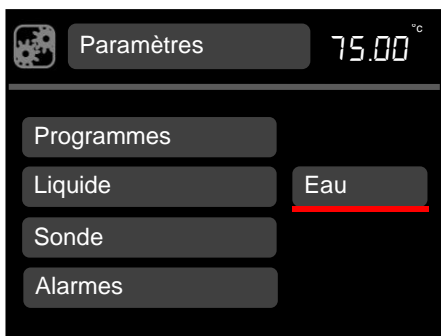 Paramètres 75.00 °c
Programmes
Liquide Eau
Sonde
Alarmes